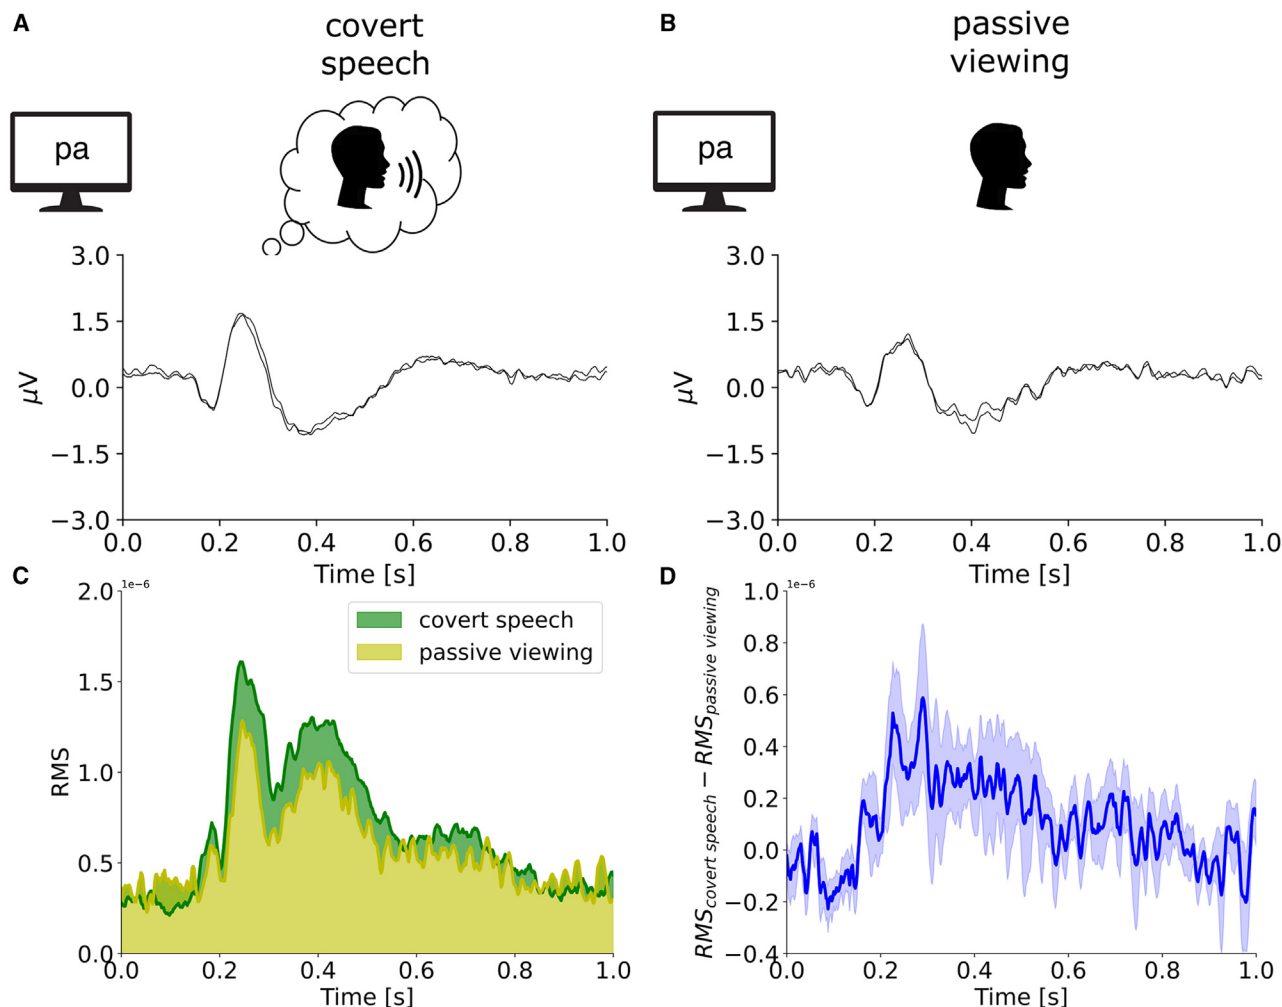 A
covert
speech
pa
3.0
1.5
0.0
−1.5
−3.0
μV
0.0 0.2 0.4 0.6 0.8 1.0
Time [s]
B
passive
viewing
pa
3.0
1.5
0.0
−1.5
−3.0
μV
0.0 0.2 0.4 0.6 0.8 1.0
Time [s]
C
1e-6
2.0
1.5
1.0
0.5
0.0
RMS
covert speech
passive viewing
0.0 0.2 0.4 0.6 0.8 1.0
Time [s]
D
1e-6
1.0
0.8
0.6
0.4
0.2
0.0
−0.2
−0.4
RMS covert speech − RMS passive viewing
0.0 0.2 0.4 0.6 0.8 1.0
Time [s]